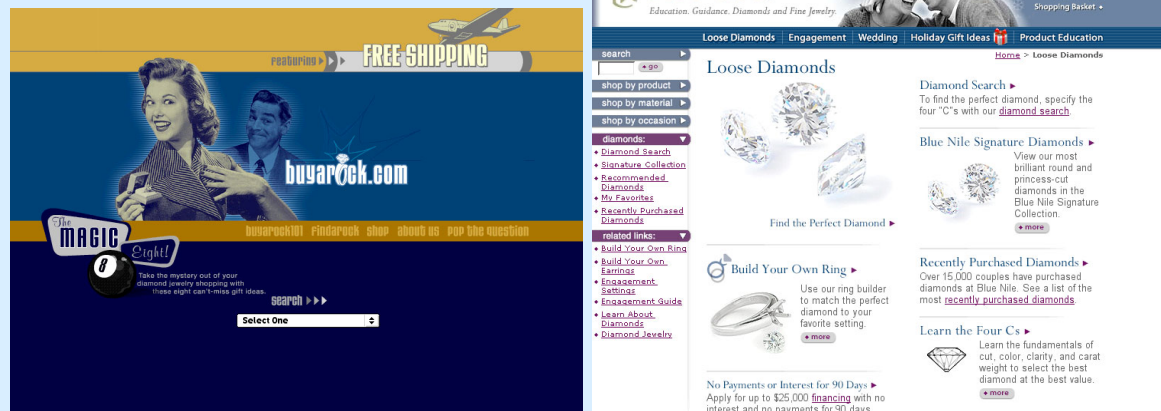 featuring
FREE SHIPPING
buyarock.com
The
MAGIC
Eight!
8
buyarock101 findarock shop about us pop the question
Take the mystery out of your
diamond jewelry shopping with
these eight can't-miss gift ideas.
search
Select One
Education. Guidance. Diamonds and Fine Jewelry.
Shopping Basket
Loose Diamonds
Engagement
Wedding
Holiday Gift Ideas
Product Education
search
go
shop by product
shop by material
shop by occasion
diamonds:
Diamond Search
Signature Collection
Recommended
Diamonds
My Favorites
Recently Purchased
Diamonds
related links:
Build Your Own Ring
Build Your Own
Earrings
Engagement
Settings
Engagement Guide
Learn About
Diamonds
Diamond Jewelry
Home > Loose Diamonds
Loose Diamonds
Find the Perfect Diamond
Build Your Own Ring
Use our ring builder
to match the perfect
diamond to your
favorite setting.
more
No Payments or Interest for 90 Days
Apply for up to $25,000 financing with no
interest and no payments for 90 days
Diamond Search
To find the perfect diamond, specify the
four "C"s with our diamond search.
Blue Nile Signature Diamonds
View our most
brilliant round and
princess-cut
diamonds in the
Blue Nile Signature
Collection.
more
Recently Purchased Diamonds
Over 15,000 couples have purchased
diamonds at Blue Nile. See a list of the
most recently purchased diamonds.
Learn the Four Cs
Learn the fundamentals of
cut, color, clarity, and carat
weight to select the best
diamond at the best value.
more